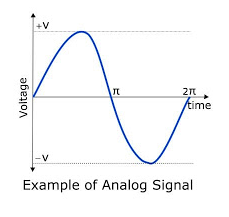 +V
Voltage
π
2π
time
−V
Example of Analog Signal